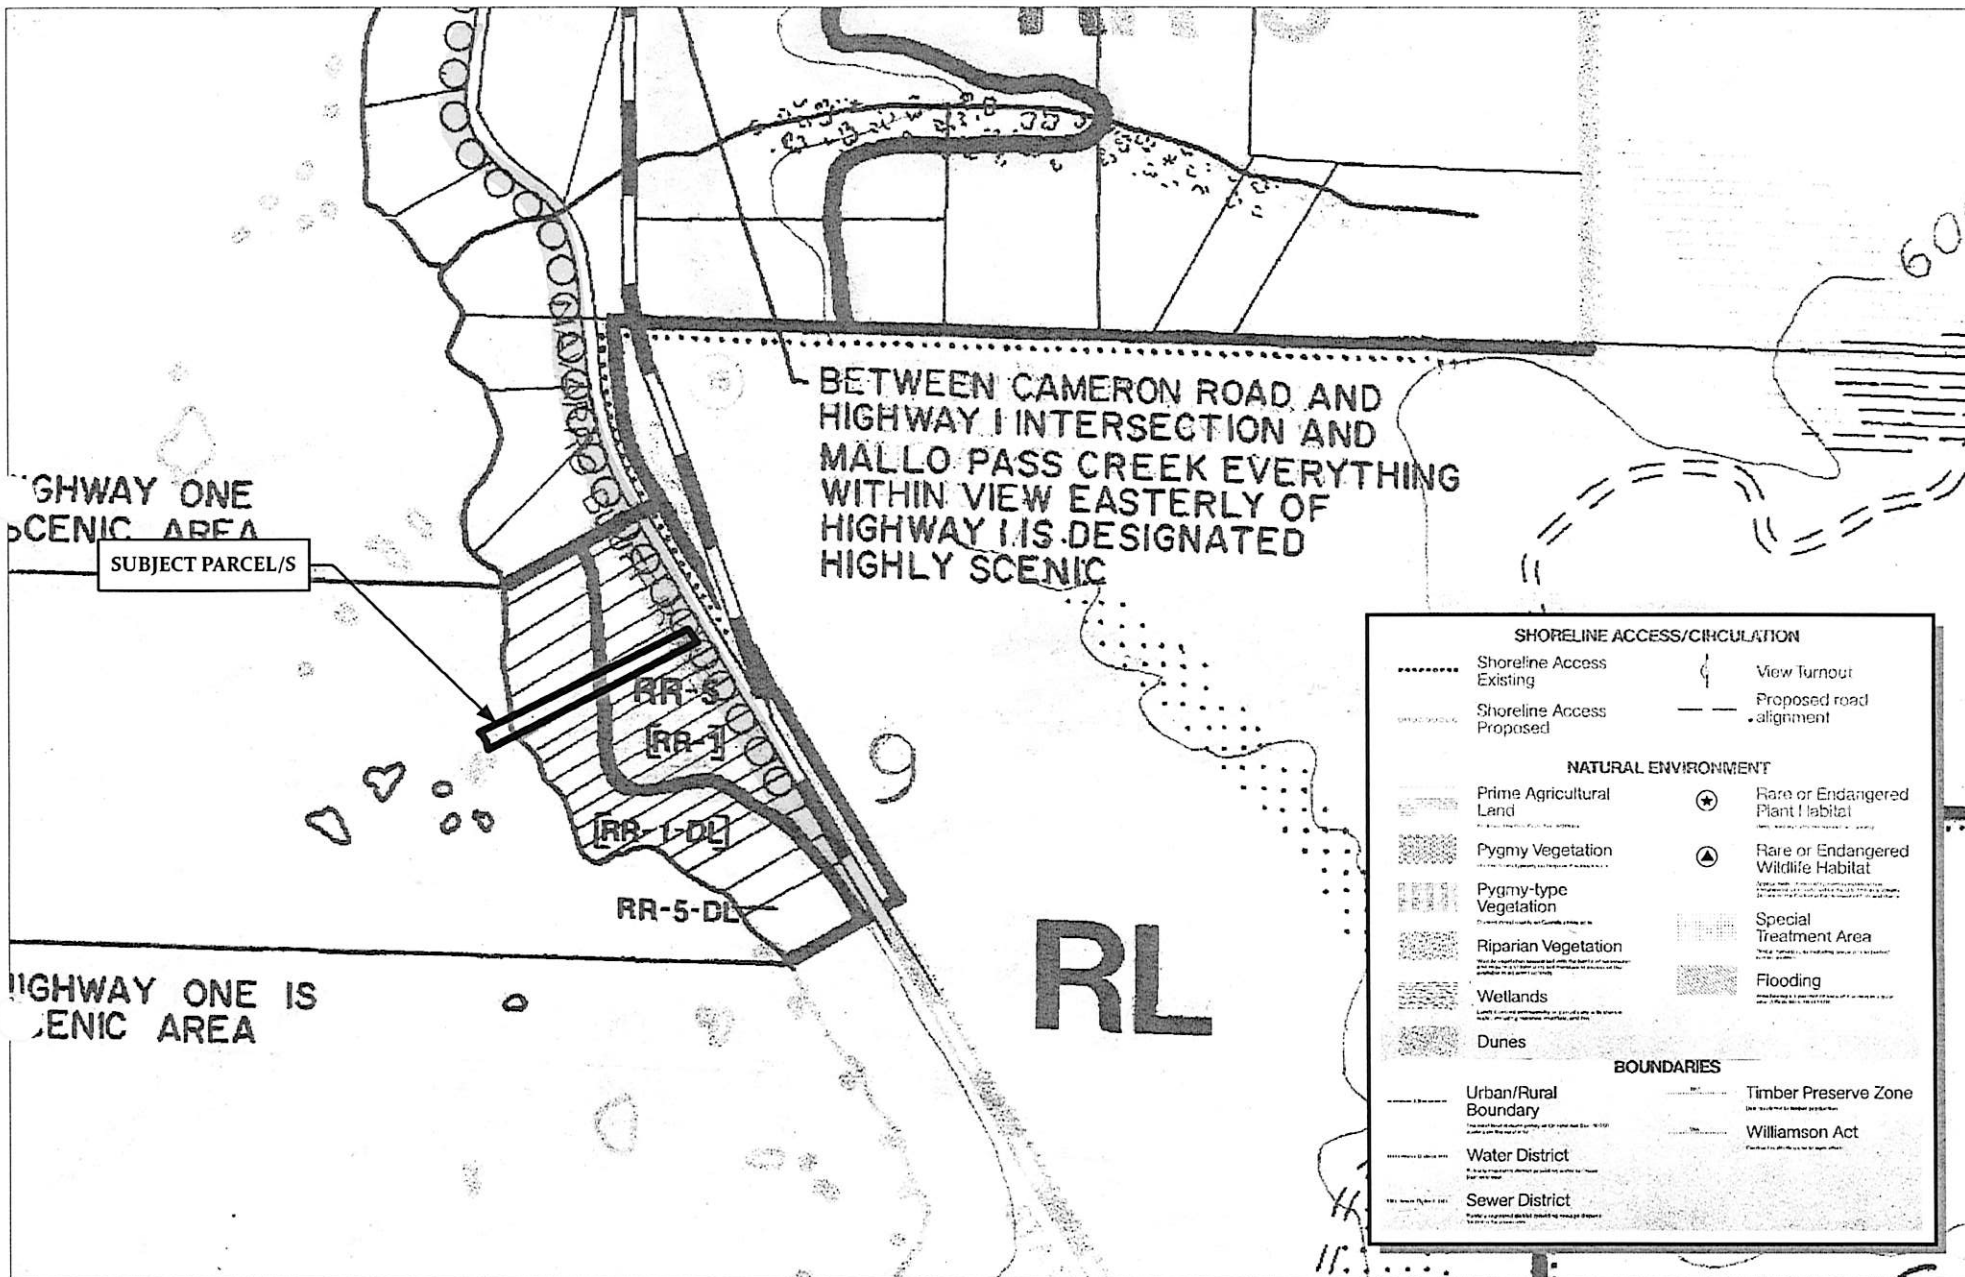 60
BETWEEN CAMERON ROAD AND
HIGHWAY 1 INTERSECTION AND
MALLO PASS CREEK EVERYTHING
WITHIN VIEW EASTERLY OF
HIGHWAY 1 IS DESIGNATED
HIGHLY SCENIC
GHWAY ONE
SCENIC AREA
SUBJECT PARCEL/S
RR-5
[RR-1]
9
[RR-1-DL]
RR-5-DL
RL
HIGHWAY ONE IS
ENIC AREA
SHORELINE ACCESS/CIRCULATION
Shoreline Access
Existing
View Turnout
Shoreline Access
Proposed
Proposed road
alignment
NATURAL ENVIRONMENT
Prime Agricultural
Land
Rare or Endangered
Plant Habitat
Pygmy Vegetation
Rare or Endangered
Wildlife Habitat
Pygmy-type
Vegetation
Special
Treatment Area
Riparian Vegetation
Flooding
Wetlands
Dunes
BOUNDARIES
Urban/Rural
Boundary
Timber Preserve Zone
Williamson Act
Water District
Sewer District